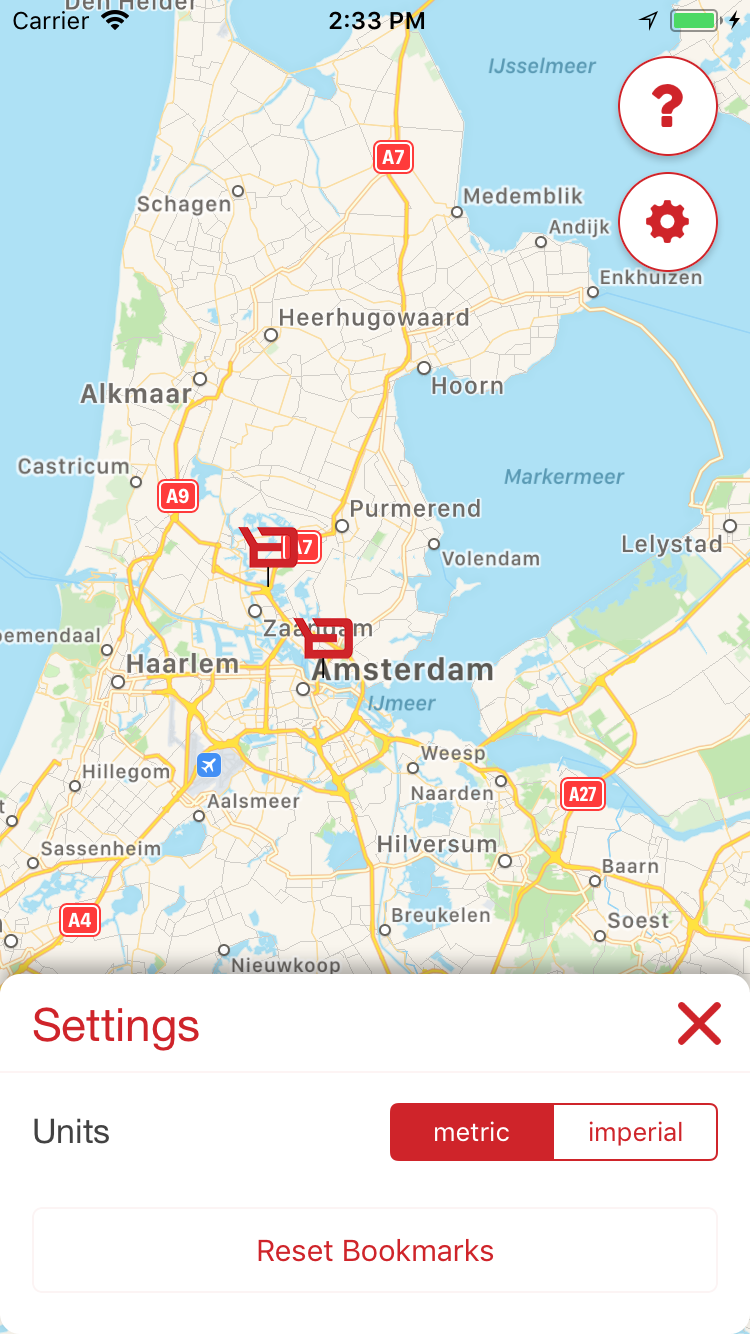 Den Helder
Carrier 2:33 PM
IJsselmeer
?
A7
Schagen
Medemblik
Andijk
Enkhuizen
Heerhugowaard
Hoorn
Alkmaar
Castricum
Markermeer
A9
Purmerend
A7
Lelystad
Volendam
Zaandam
Haarlem
Amsterdam
IJmeer
Weesp
Hillegom
Naarden
A27
Aalsmeer
Sassenheim
Hilversum
Baarn
A4
Breukelen
Soest
Nieuwkoop
Settings
Units
metric imperial
Reset Bookmarks